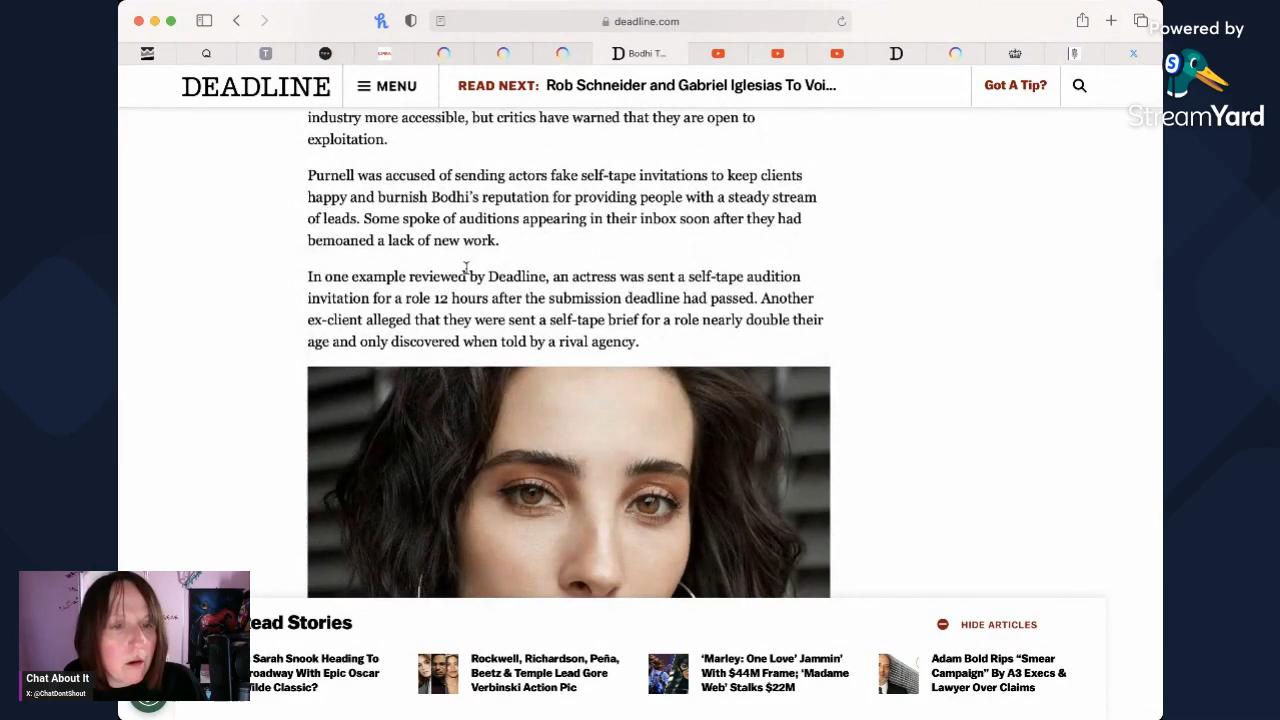 deadline.com
Powered by
StreamYard
D Bodhi T...
D
DEADLINE
MENU
READ NEXT: Rob Schneider and Gabriel Iglesias To Voi...
Got A Tip?
industry more accessible, but critics have warned that they are open to
exploitation.
Purnell was accused of sending actors fake self-tape invitations to keep clients
happy and burnish Bodhi’s reputation for providing people with a steady stream
of leads. Some spoke of auditions appearing in their inbox soon after they had
bemoaned a lack of new work.
In one example reviewed by Deadline, an actress was sent a self-tape audition
invitation for a role 12 hours after the submission deadline had passed. Another
ex-client alleged that they were sent a self-tape brief for a role nearly double their
age and only discovered when told by a rival agency.
ead Stories
HIDE ARTICLES
Sarah Snook Heading To
roadway With Epic Oscar
ilde Classic?
Rockwell, Richardson, Peña,
Beetz & Temple Lead Gore
Verbinski Action Pic
‘Marley: One Love’ Jammin’
With $44M Frame; ‘Madame
Web’ Stalks $22M
Adam Bold Rips “Smear
Campaign” By A3 Execs &
Lawyer Over Claims
Chat About It
X: @ChatDontShout